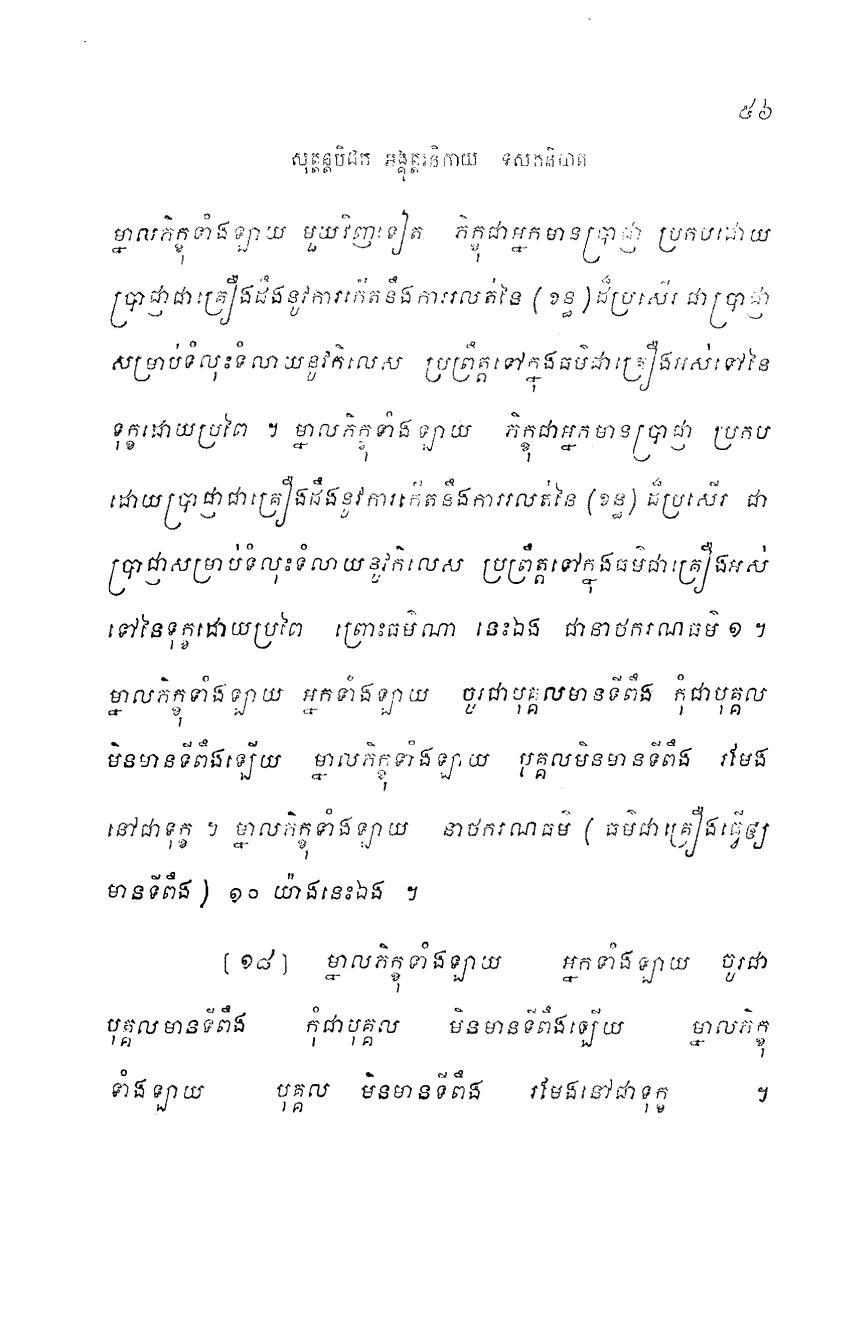 ៥៦
សុត្តន្តបិដក អង្គុត្តរនិកាយ ទសកនិបាត
ម្នាលភិក្ខុទាំងឡាយ មួយវិញទៀត ភិក្ខុជាអ្នកមានប្រាជ្ញា ប្រកបដោយ
ប្រាជ្ញាជាគ្រឿងដឹងនូវការកើតនឹងការរលត់នៃ (ខន្ធ) ដ៏ប្រសើរ ជាប្រាជ្ញា
សម្រាប់ទំលុះទំលាយនូវកិលេស ប្រព្រឹត្តទៅក្នុងធម៌ជាគ្រឿងអស់ទៅនៃ
ទុក្ខដោយប្រពៃ ។ ម្នាលភិក្ខុទាំងឡាយ ភិក្ខុជាអ្នកមានប្រាជ្ញា ប្រកប
ដោយប្រាជ្ញាជាគ្រឿងដឹងនូវការកើតនឹងការរលត់នៃ (ខន្ធ) ដ៏ប្រសើរ ជា
ប្រាជ្ញាសម្រាប់ទំលុះទំលាយនូវកិលេស ប្រព្រឹត្តទៅក្នុងធម៌ជាគ្រឿងអស់
ទៅនៃទុក្ខដោយប្រពៃ ព្រោះធម៌ណា នេះឯង ជានាថករណធម៌ ១ ។
ម្នាលភិក្ខុទាំងឡាយ អ្នកទាំងឡាយ ចូរជាបុគ្គលមានទីពឹង កុំជាបុគ្គល
មិនមានទីពឹងឡើយ ម្នាលភិក្ខុទាំងឡាយ បុគ្គលមិនមានទីពឹង រមែង
នៅជាទុក្ខ ។ ម្នាលភិក្ខុទាំងឡាយ នាថករណធម៌ ( ធម៌ជាគ្រឿងធ្វើឲ្យ
មានទីពឹង) ១០ យ៉ាងនេះឯង ។
[១៨] ម្នាលភិក្ខុទាំងឡាយ អ្នកទាំងឡាយ ចូរជា
បុគ្គលមានទីពឹង កុំជាបុគ្គល មិនមានទីពឹងឡើយ ម្នាលភិក្ខុ
ទាំងឡាយ បុគ្គល មិនមានទីពឹង រមែងនៅជាទុក្ខ ។